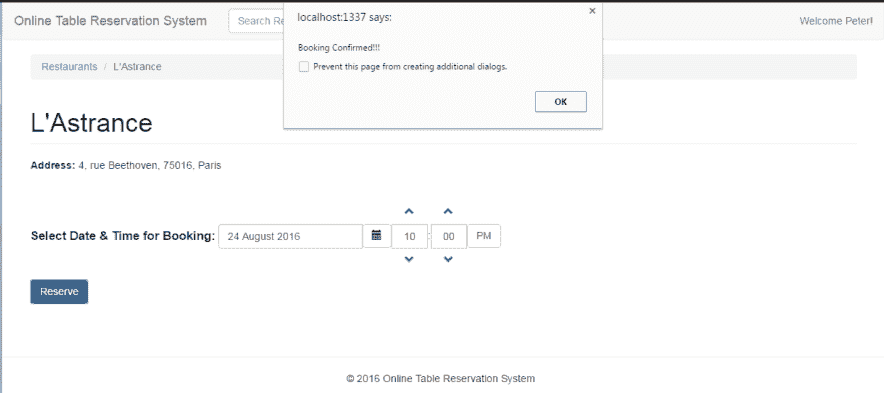 Online Table Reservation System
Search Re
Welcome Peter!
localhost:1337 says:
Booking Confirmed!!!
Prevent this page from creating additional dialogs.
OK
Restaurants / L'Astrance
L'Astrance
Address: 4, rue Beethoven, 75016, Paris
Select Date & Time for Booking: 24 August 2016 10 : 00 PM
Reserve
© 2016 Online Table Reservation System